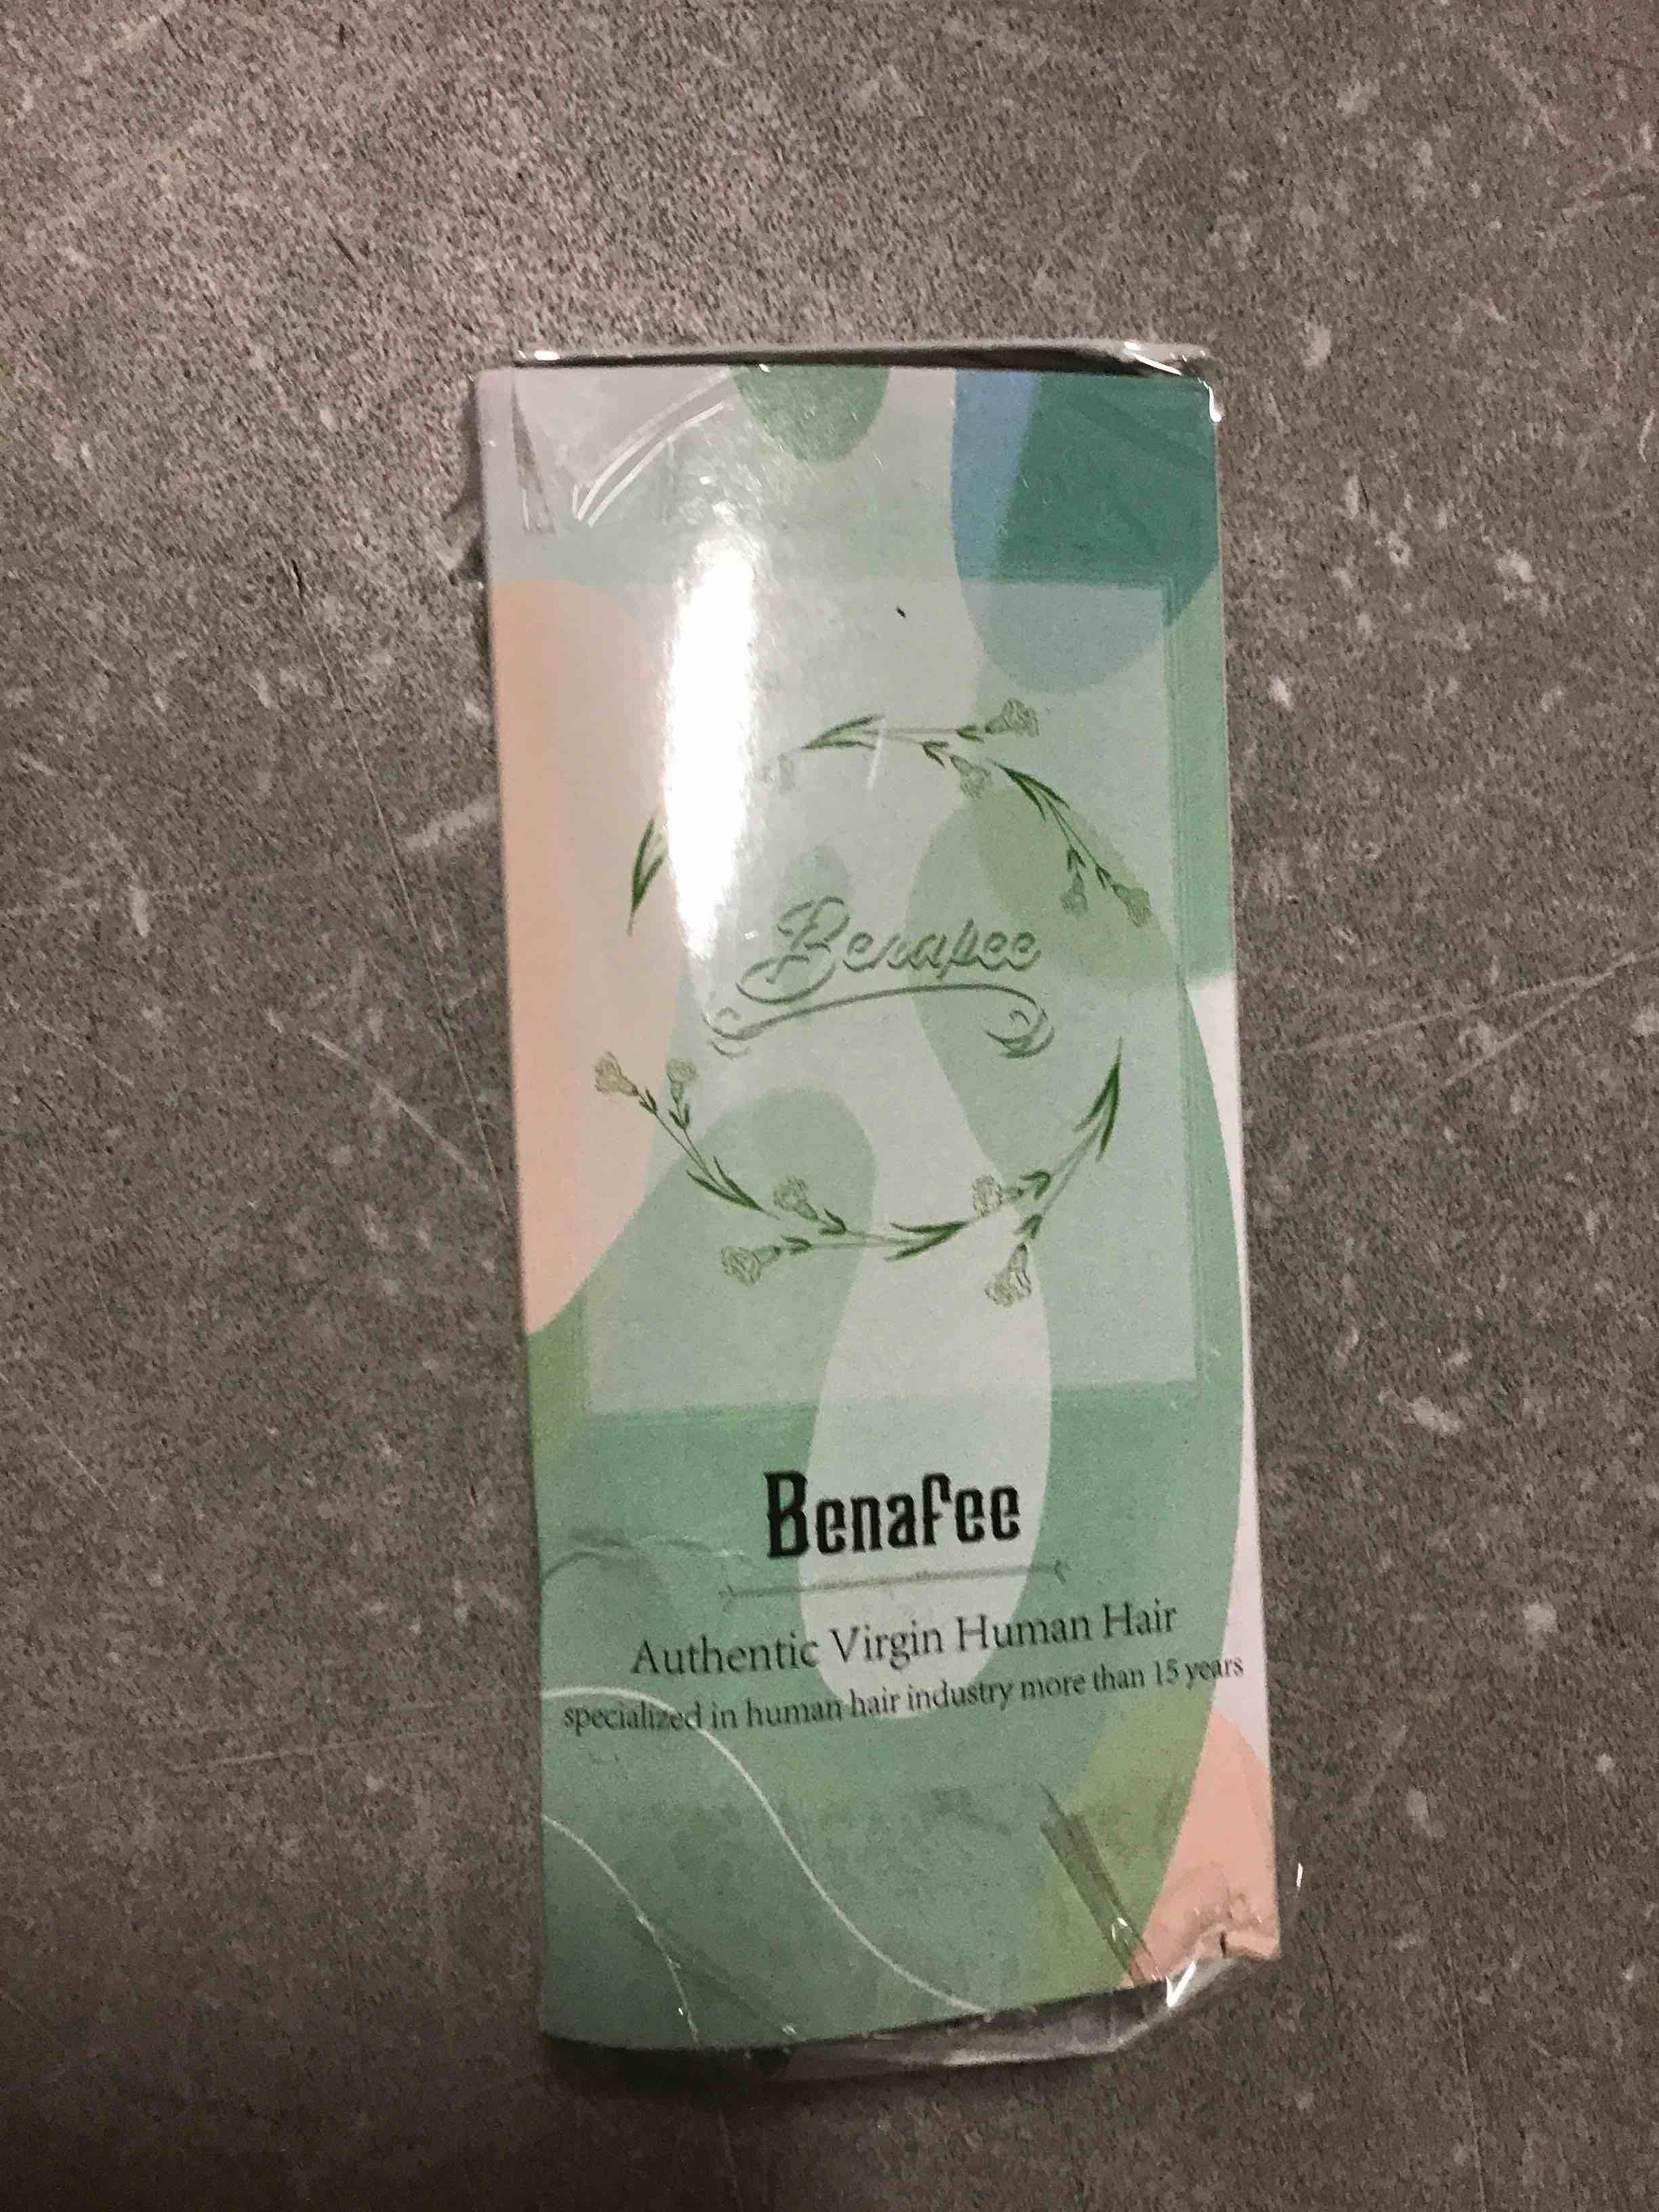 Benafee
Benafee
Authentic Virgin Human Hair
specialized in human hair industry more than 15 years